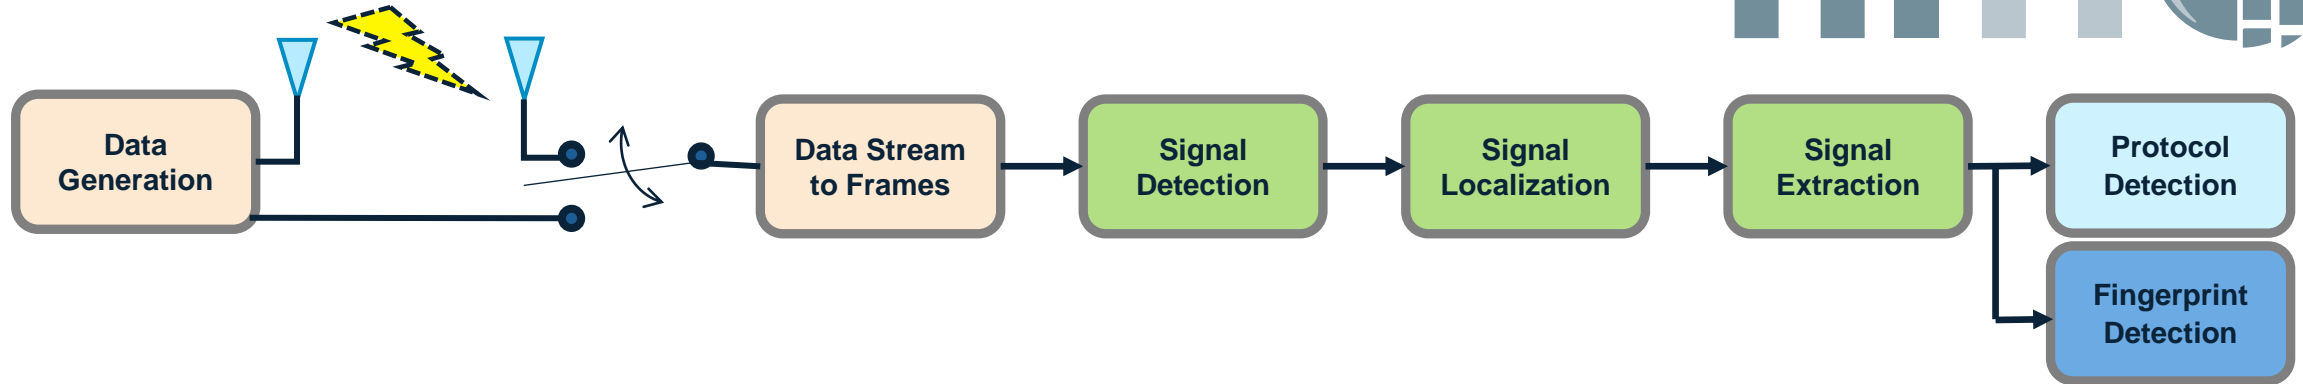 Data
Generation
Data Stream
to Frames
Signal
Detection
Signal
Localization
Signal
Extraction
Protocol
Detection
Fingerprint
Detection